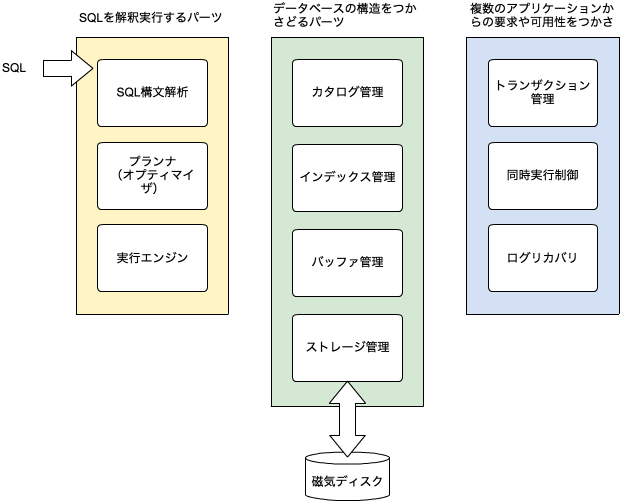 SQLを解釈実行するパーツ
SQL
SQL構文解析
プランナ
（オプティマイ
ザ）
実行エンジン
データベースの構造をつか
さどるパーツ
カタログ管理
インデックス管理
バッファ管理
ストレージ管理
磁気ディスク
複数のアプリケーションか
らの要求や可用性をつかさ
トランザクション
管理
同時実行制御
ログリカバリ